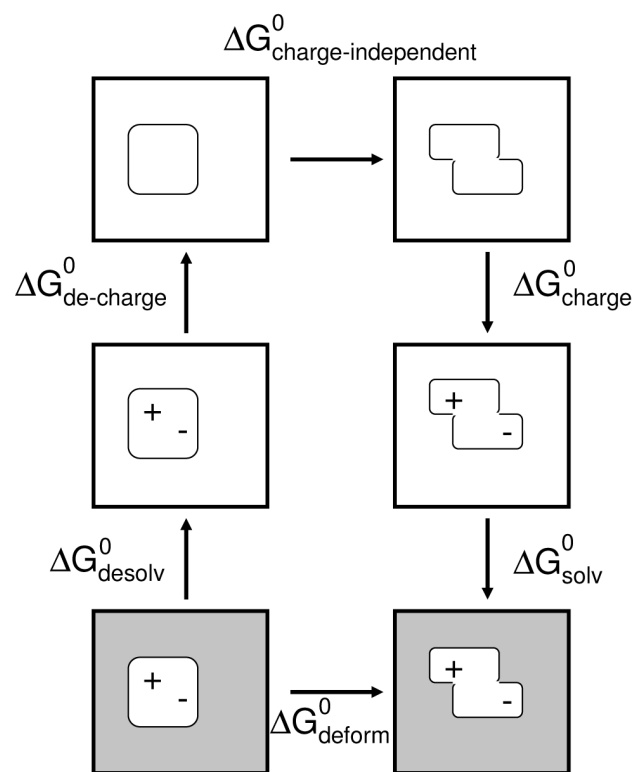 ΔG⁰charge-independent
ΔG⁰de-charge
ΔG⁰charge
+
-
+
-
ΔG⁰desolv
ΔG⁰solv
+
-
+
-
ΔG⁰deform